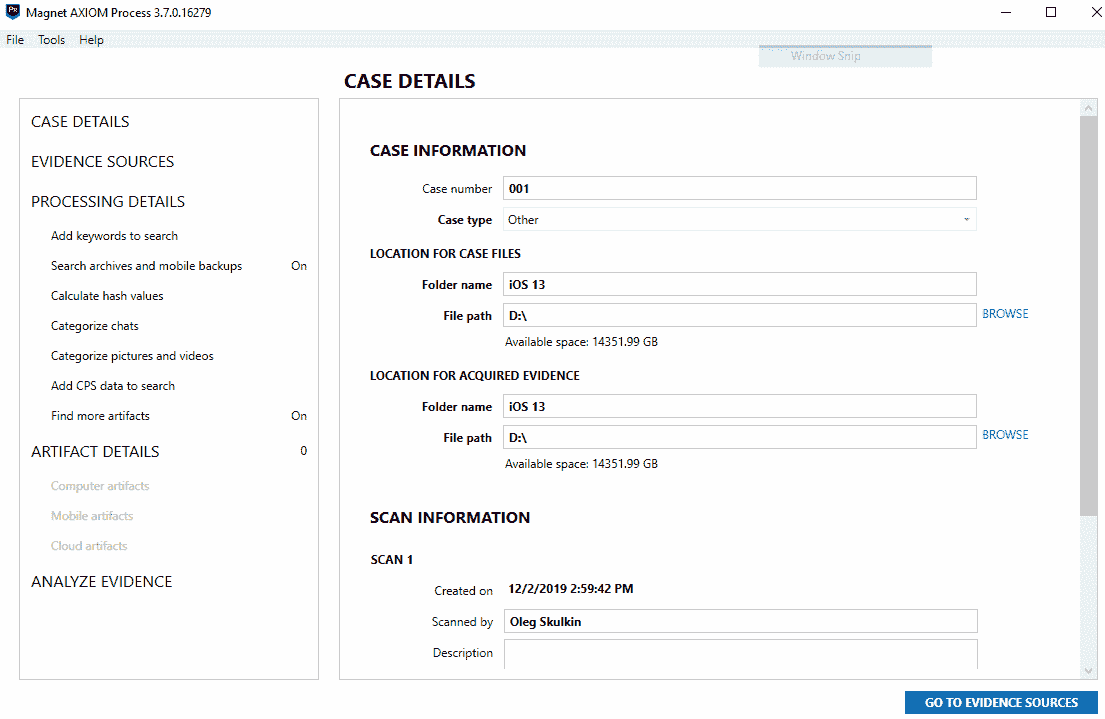 Magnet AXIOM Process 3.7.0.16279
File Tools Help
Window Snip
CASE DETAILS
CASE DETAILS
EVIDENCE SOURCES
PROCESSING DETAILS
Add keywords to search
Search archives and mobile backups On
Calculate hash values
Categorize chats
Categorize pictures and videos
Add CPS data to search
Find more artifacts On
ARTIFACT DETAILS 0
Computer artifacts
Mobile artifacts
Cloud artifacts
ANALYZE EVIDENCE
CASE INFORMATION
Case number 001
Case type Other
LOCATION FOR CASE FILES
Folder name iOS 13
File path D:\ BROWSE
Available space: 14351.99 GB
LOCATION FOR ACQUIRED EVIDENCE
Folder name iOS 13
File path D:\ BROWSE
Available space: 14351.99 GB
SCAN INFORMATION
SCAN 1
Created on 12/2/2019 2:59:42 PM
Scanned by Oleg Skulkin
Description
GO TO EVIDENCE SOURCES